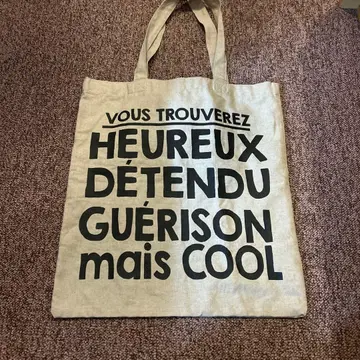 VOUS TROUVEREZ
HEUREUX
DÉTENDU
GUÉRISON
mais COOL